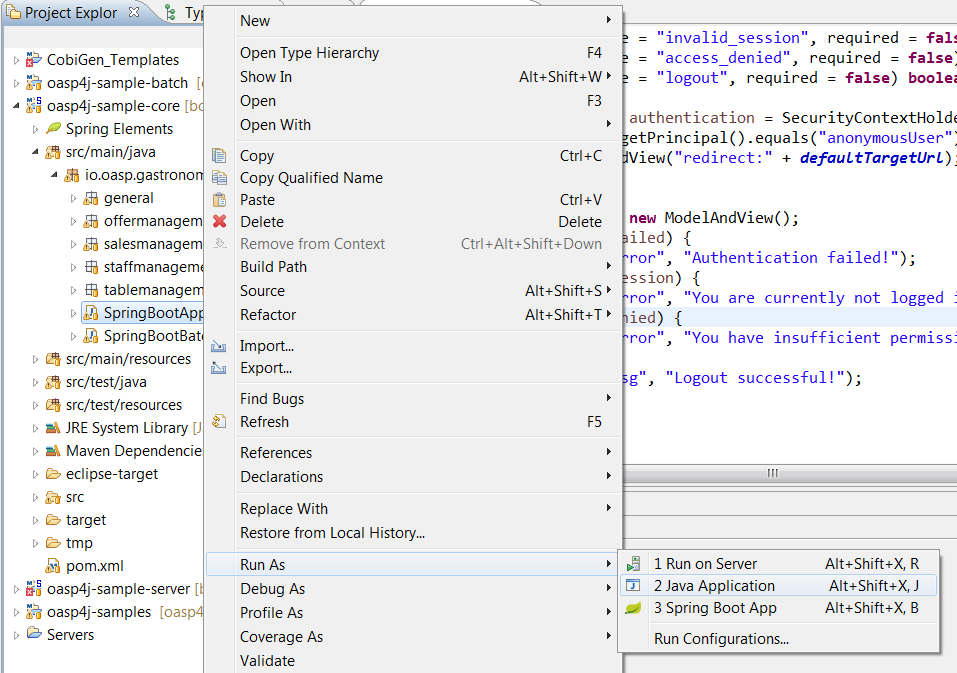 Project Explor
Typ
CobiGen_Templates
oasp4j-sample-batch [
oasp4j-sample-core [bo
Spring Elements
src/main/java
io.oasp.gastronom
general
offermanagem
salesmanagem
staffmanageme
tablemanagem
SpringBootApp
SpringBootBat
src/main/resources
src/test/java
src/test/resources
JRE System Library [J
Maven Dependencies
eclipse-target
src
target
tmp
pom.xml
oasp4j-sample-server [b
oasp4j-samples [oasp4
Servers
New
Open Type Hierarchy F4
Show In Alt+Shift+W
Open F3
Open With
Copy Ctrl+C
Copy Qualified Name
Paste Ctrl+V
Delete Delete
Remove from Context Ctrl+Alt+Shift+Down
Build Path
Source Alt+Shift+S
Refactor Alt+Shift+T
Import...
Export...
Find Bugs
Refresh F5
References
Declarations
Replace With
Restore from Local History...
Run As
Debug As
Profile As
Coverage As
Validate
1 Run on Server Alt+Shift+X, R
2 Java Application Alt+Shift+X, J
3 Spring Boot App Alt+Shift+X, B
Run Configurations...
e = "invalid_session", required = fals
e = "access_denied", required = false)
e = "logout", required = false) boolea
authentication = SecurityContextHolde
getPrincipal().equals("anonymousUser")
dView("redirect:" + defaultTargetUrl);
new ModelAndView();
ailed) {
rror", "Authentication failed!");
ession) {
rror", "You are currently not logged i
nied) {
rror", "You have insufficient permissi
sg", "Logout successful!");